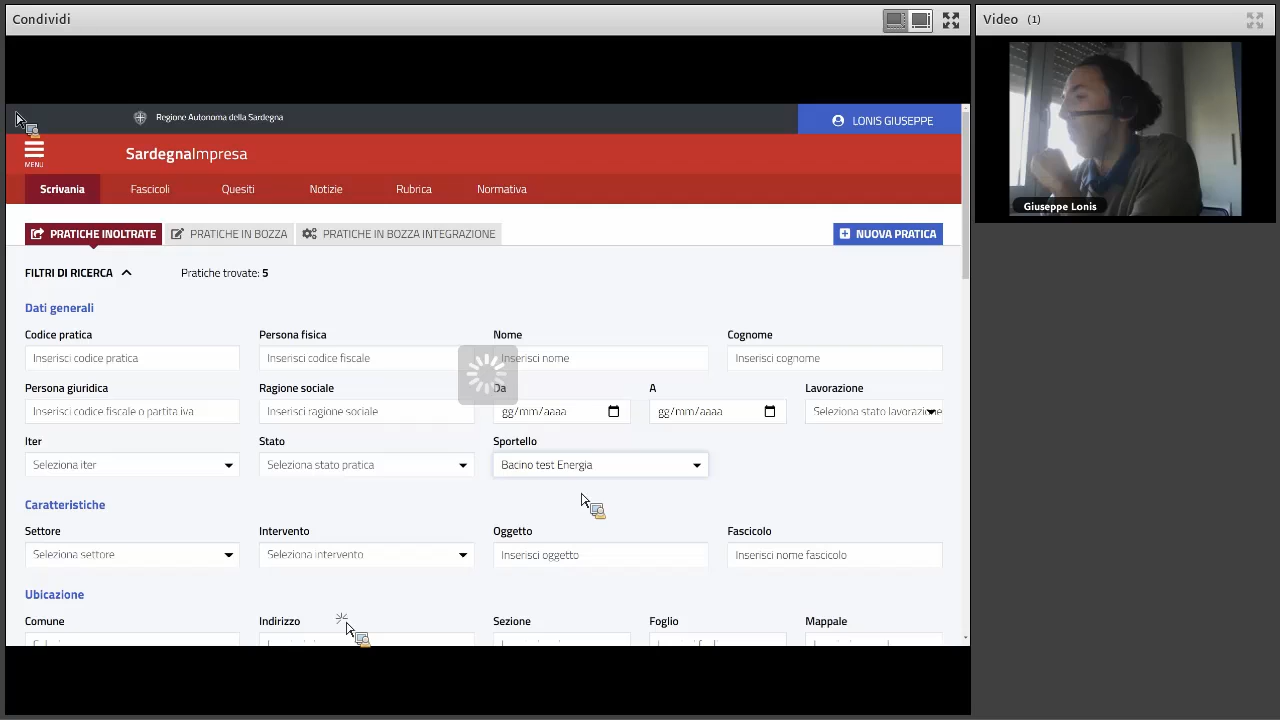 Condividi
Video (1)
Regione Autonoma della Sardegna
LONIS GIUSEPPE
MENU
SardegnaImpresa
Scrivania
Fascicoli
Quesiti
Notizie
Rubrica
Normativa
PRATICHE INOLTRATE
PRATICHE IN BOZZA
PRATICHE IN BOZZA INTEGRAZIONE
NUOVA PRATICA
FILTRI DI RICERCA
Pratiche trovate: 5
Dati generali
Codice pratica
Persona fisica
Nome
Cognome
Inserisci codice pratica
Inserisci codice fiscale
Inserisci nome
Inserisci cognome
Persona giuridica
Ragione sociale
Da
A
Lavorazione
Inserisci codice fiscale o partita iva
Inserisci ragione sociale
gg/mm/aaaa
gg/mm/aaaa
Seleziona stato lavorazione
Iter
Stato
Sportello
Seleziona iter
Seleziona stato pratica
Bacino test Energia
Caratteristiche
Settore
Intervento
Oggetto
Fascicolo
Seleziona settore
Seleziona intervento
Inserisci oggetto
Inserisci nome fascicolo
Ubicazione
Comune
Indirizzo
Sezione
Foglio
Mappale
Giuseppe Lonis